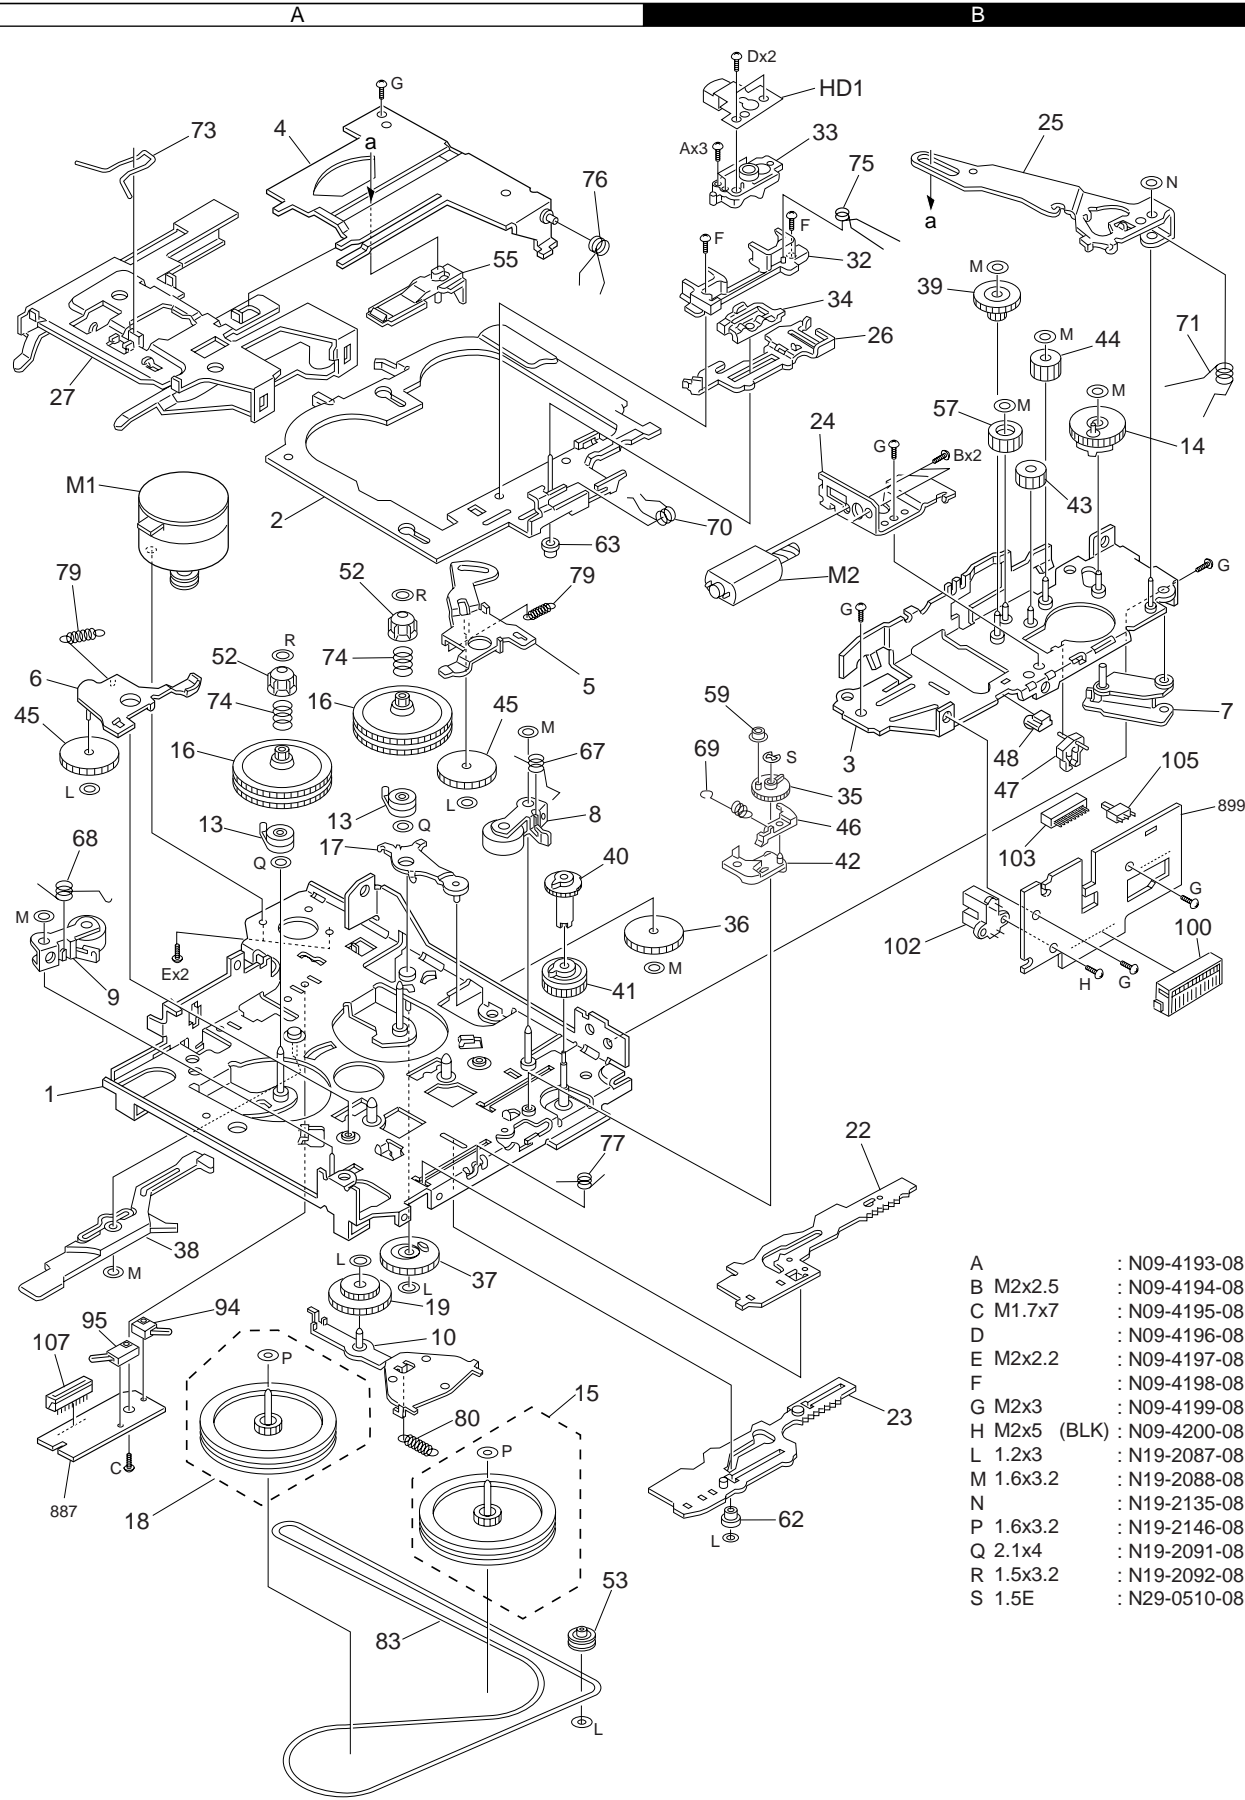 A
B
G
Dx2
HD1
73
4
a
Ax3
33
25
76
75
N
F
F
a
55
32
M
39
34
M
44
71
26
27
M
M
57
24
G
Bx2
14
M1
43
2
70
63
M2
G
52
R
79
79
G
R
52
74
5
6
59
7
74
16
M
45
45
S
3
48
67
69
47
105
16
35
899
L
L
13
13
8
46
103
Q
68
17
40
42
Q
G
M
36
102
100
Ex2
M
H
G
9
41
1
77
22
38
M
L
37
L
94
19
95
10
107
P
15
80
23
P
C
887
18
62
L
53
83
L
A : N09-4193-08
B M2x2.5 : N09-4194-08
C M1.7x7 : N09-4195-08
D : N09-4196-08
E M2x2.2 : N09-4197-08
F : N09-4198-08
G M2x3 : N09-4199-08
H M2x5 (BLK) : N09-4200-08
L 1.2x3 : N19-2087-08
M 1.6x3.2 : N19-2088-08
N : N19-2135-08
P 1.6x3.2 : N19-2146-08
Q 2.1x4 : N19-2091-08
R 1.5x3.2 : N19-2092-08
S 1.5E : N29-0510-08